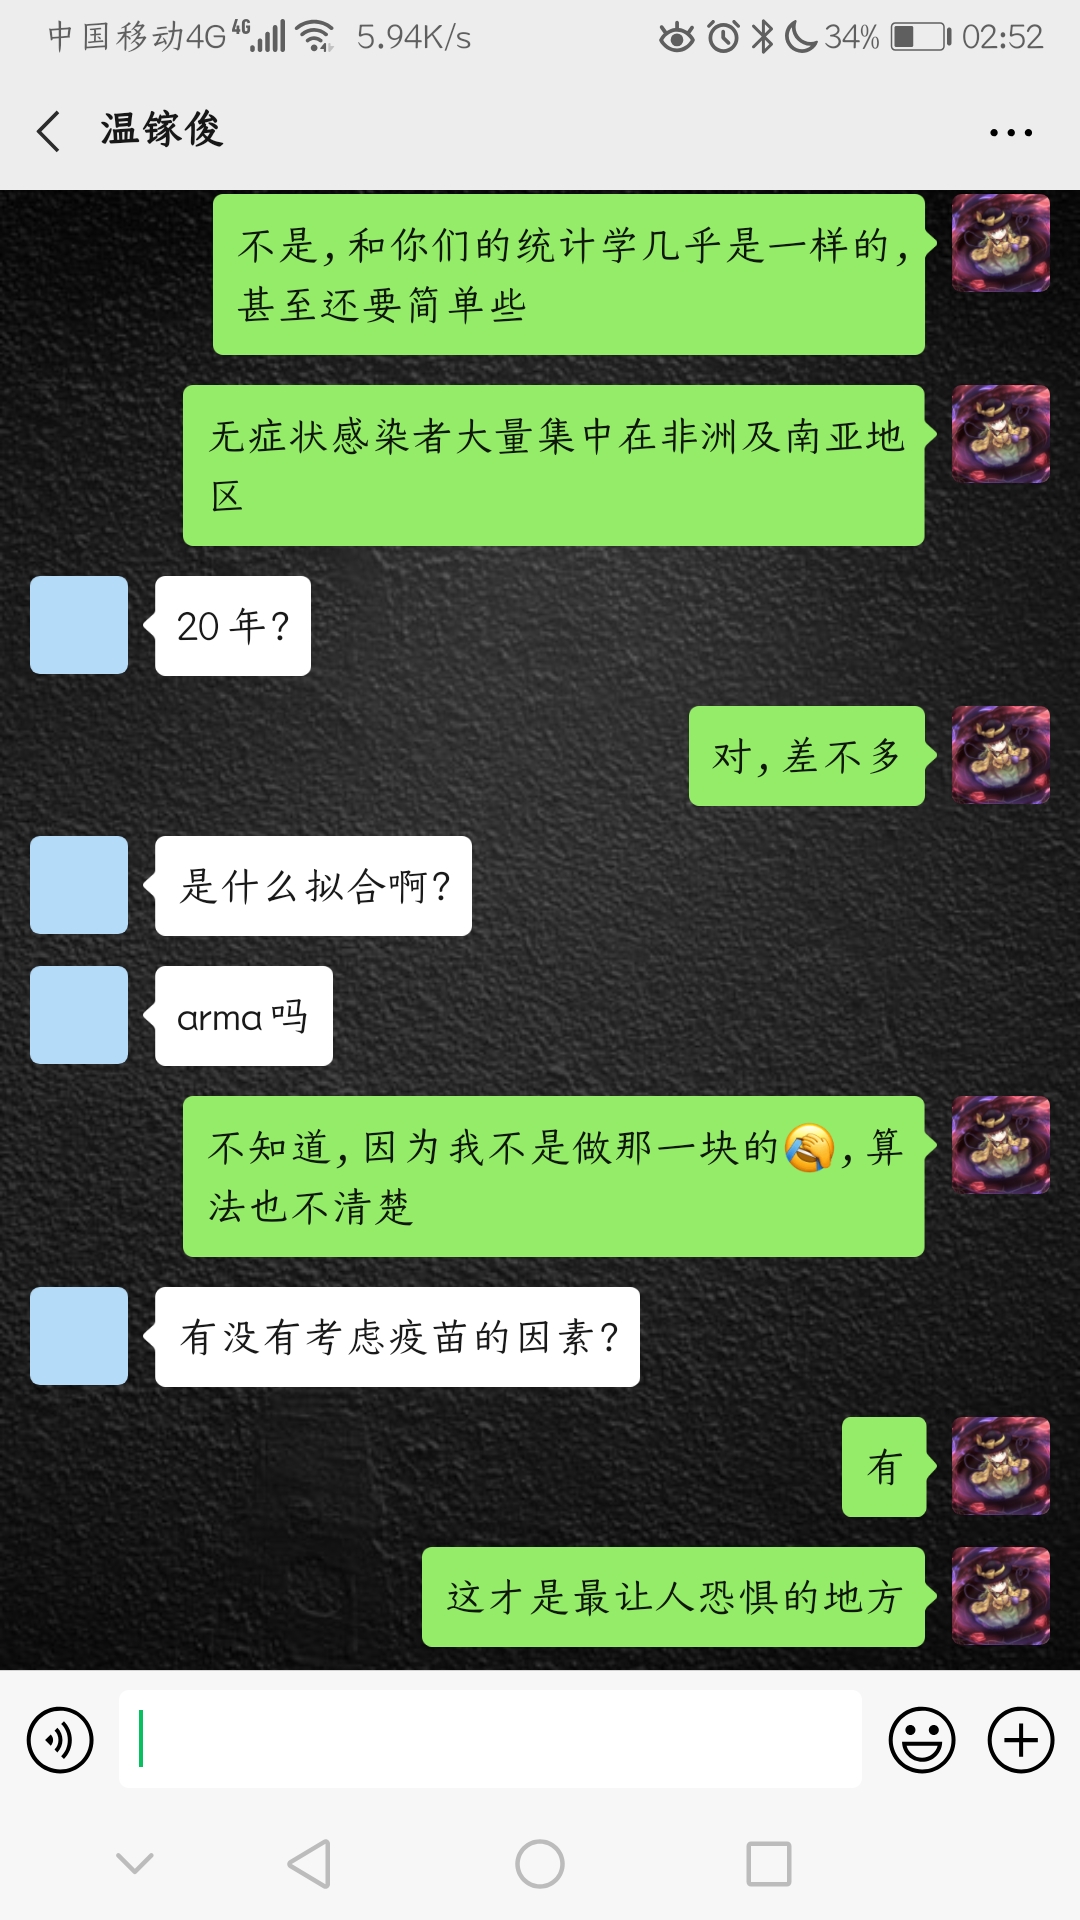 中国移动4G 4G 5.94K/s 34% 02:52
温镓俊
不是,和你们的统计学几乎是一样的,
甚至还要简单些
无症状感染者大量集中在非洲及南亚地
区
20年?
对,差不多
是什么拟合啊?
arma吗
不知道,因为我不是做那一块的🤦,算
法也不清楚
有没有考虑疫苗的因素?
有
这才是最让人恐惧的地方